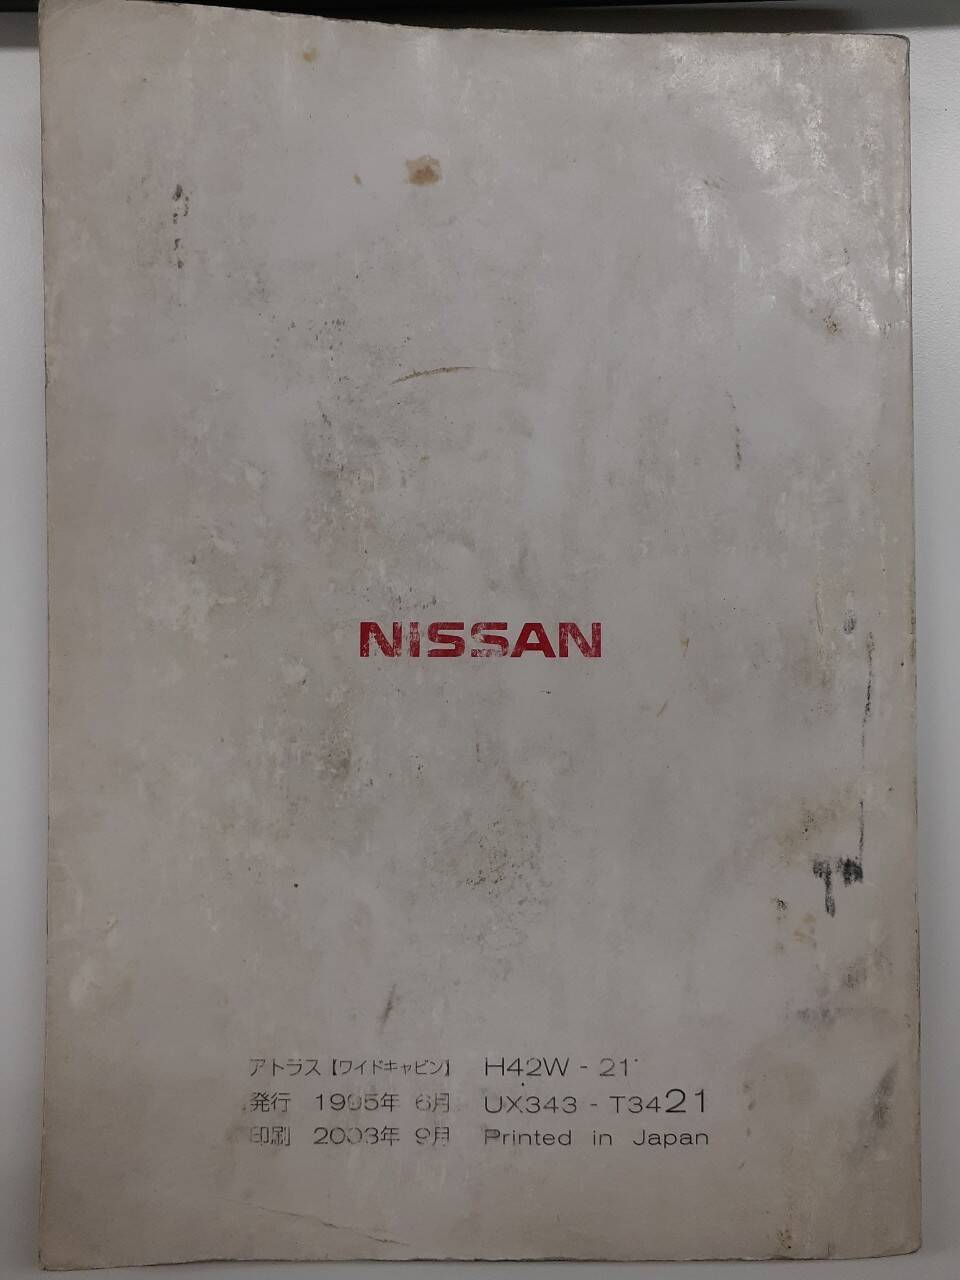 NISSAN
アトラス【ワイドキャビン】 H42W - 21
発行 1995年 6月 UX343 - T3421
印刷 2003年 9月 Printed in Japan